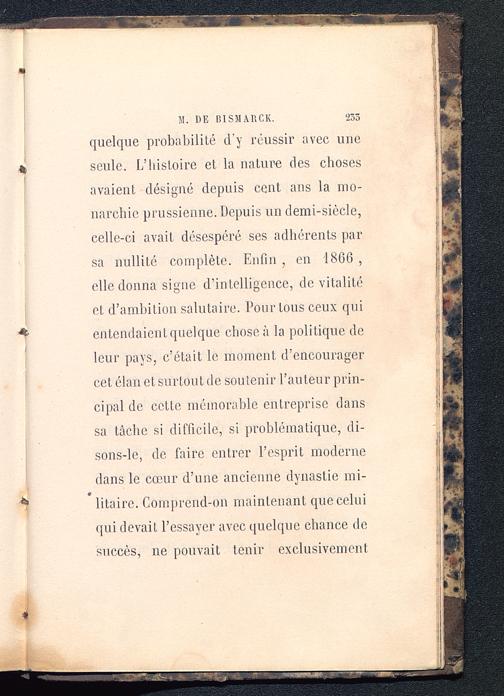 M. DE BISMARCK. 233
quelque probabilité d'y réussir avec une
seule. L'histoire et la nature des choses
avaient désigné depuis cent ans la mo-
narchie prussienne. Depuis un demi-siècle,
celle-ci avait désespéré ses adhérents par
sa nullité complète. Enfin, en 1866,
elle donna signe d'intelligence, de vitalité
et d'ambition salutaire. Pour tous ceux qui
entendaient quelque chose à la politique de
leur pays, c'était le moment d'encourager
cet élan et surtout de soutenir l'auteur prin-
cipal de cette mémorable entreprise dans
sa tâche si difficile, si problématique, di-
sons-le, de faire entrer l'esprit moderne
dans le cœur d'une ancienne dynastie mi-
litaire. Comprend-on maintenant que celui
qui devait l'essayer avec quelque chance de
succès, ne pouvait tenir exclusivement